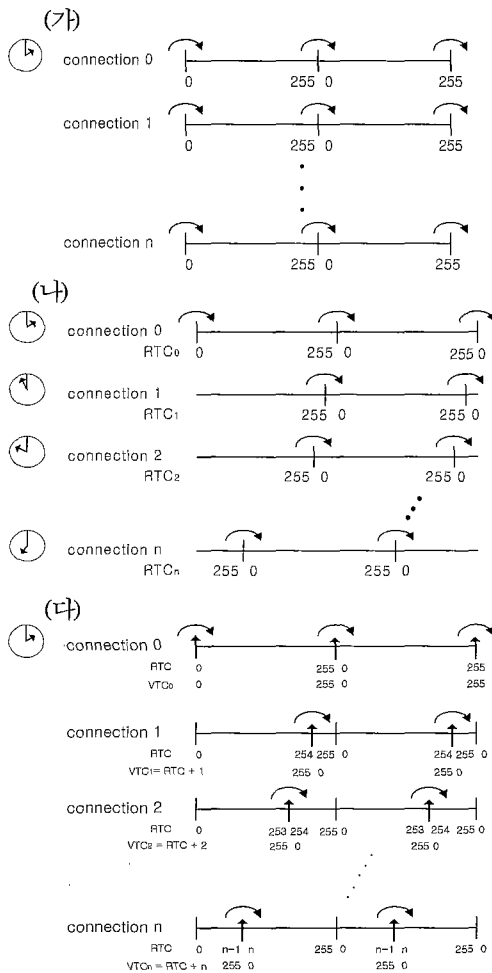 (가)
connection 0
0 255 0 255
connection 1
0 255 0 255
connection n
0 255 0 255
(나)
connection 0
RTC₀ 0 255 0 255 0
connection 1
RTC₁ 255 0 255 0
connection 2
RTC₂ 255 0 255 0
connection n
RTCₙ 255 0 255 0
(다)
connection 0
RTC 0 255 0 255
VTC₀ 0 255 0 255
connection 1
RTC 0 254 255 0 254 255 0
VTC₁= RTC + 1 255 0 255 0
connection 2
RTC 0 253 254 255 0 253 254 255 0
VTC₂ = RTC + 2 255 0 255 0
connection n
RTC 0 n-1 n 255 0 n-1 n 255 0
VTCₙ = RTC + n 255 0 255 0